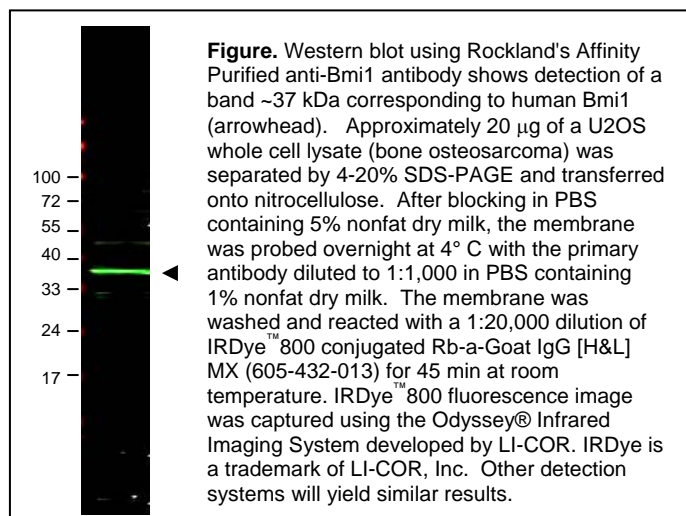 Figure. Western blot using Rockland's Affinity
Purified anti-Bmi1 antibody shows detection of a
band ~37 kDa corresponding to human Bmi1
(arrowhead).   Approximately 20 μg of a U2OS
whole cell lysate (bone osteosarcoma) was
separated by 4-20% SDS-PAGE and transferred
onto nitrocellulose.  After blocking in PBS
containing 5% nonfat dry milk, the membrane
was probed overnight at 4° C with the primary
antibody diluted to 1:1,000 in PBS containing
1% nonfat dry milk.  The membrane was
washed and reacted with a 1:20,000 dilution of
IRDye™800 conjugated Rb-a-Goat IgG [H&L]
MX (605-432-013) for 45 min at room
temperature. IRDye™800 fluorescence image
was captured using the Odyssey® Infrared
Imaging System developed by LI-COR. IRDye is
a trademark of LI-COR, Inc.  Other detection
systems will yield similar results.
100
72
55
40
33
24
17